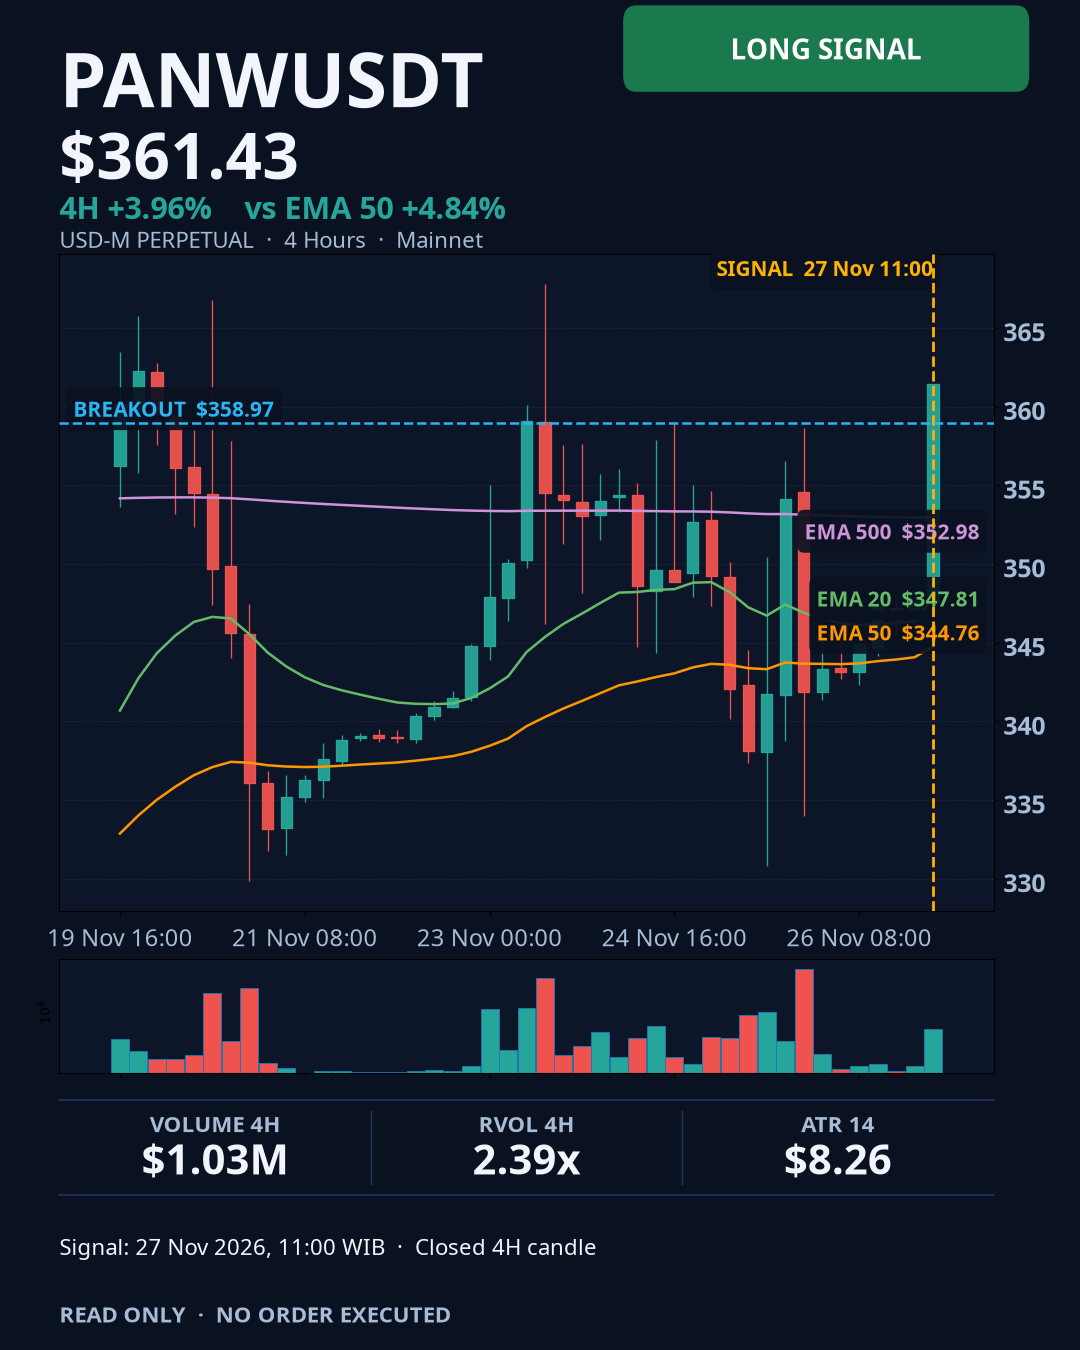 LONG SIGNAL
PANWUSDT
$361.43
4H +3.96% vs EMA 50 +4.84%
USD-M PERPETUAL · 4 Hours · Mainnet
SIGNAL 27 Nov 11:00
365
BREAKOUT $358.97
360
355
EMA 500 $352.98
350
EMA 20 $347.81
EMA 50 $344.76
345
340
335
330
19 Nov 16:00 21 Nov 08:00 23 Nov 00:00 24 Nov 16:00 26 Nov 08:00
10⁶
VOLUME 4H RVOL 4H ATR 14
$1.03M 2.39x $8.26
Signal: 27 Nov 2026, 11:00 WIB · Closed 4H candle
READ ONLY · NO ORDER EXECUTED